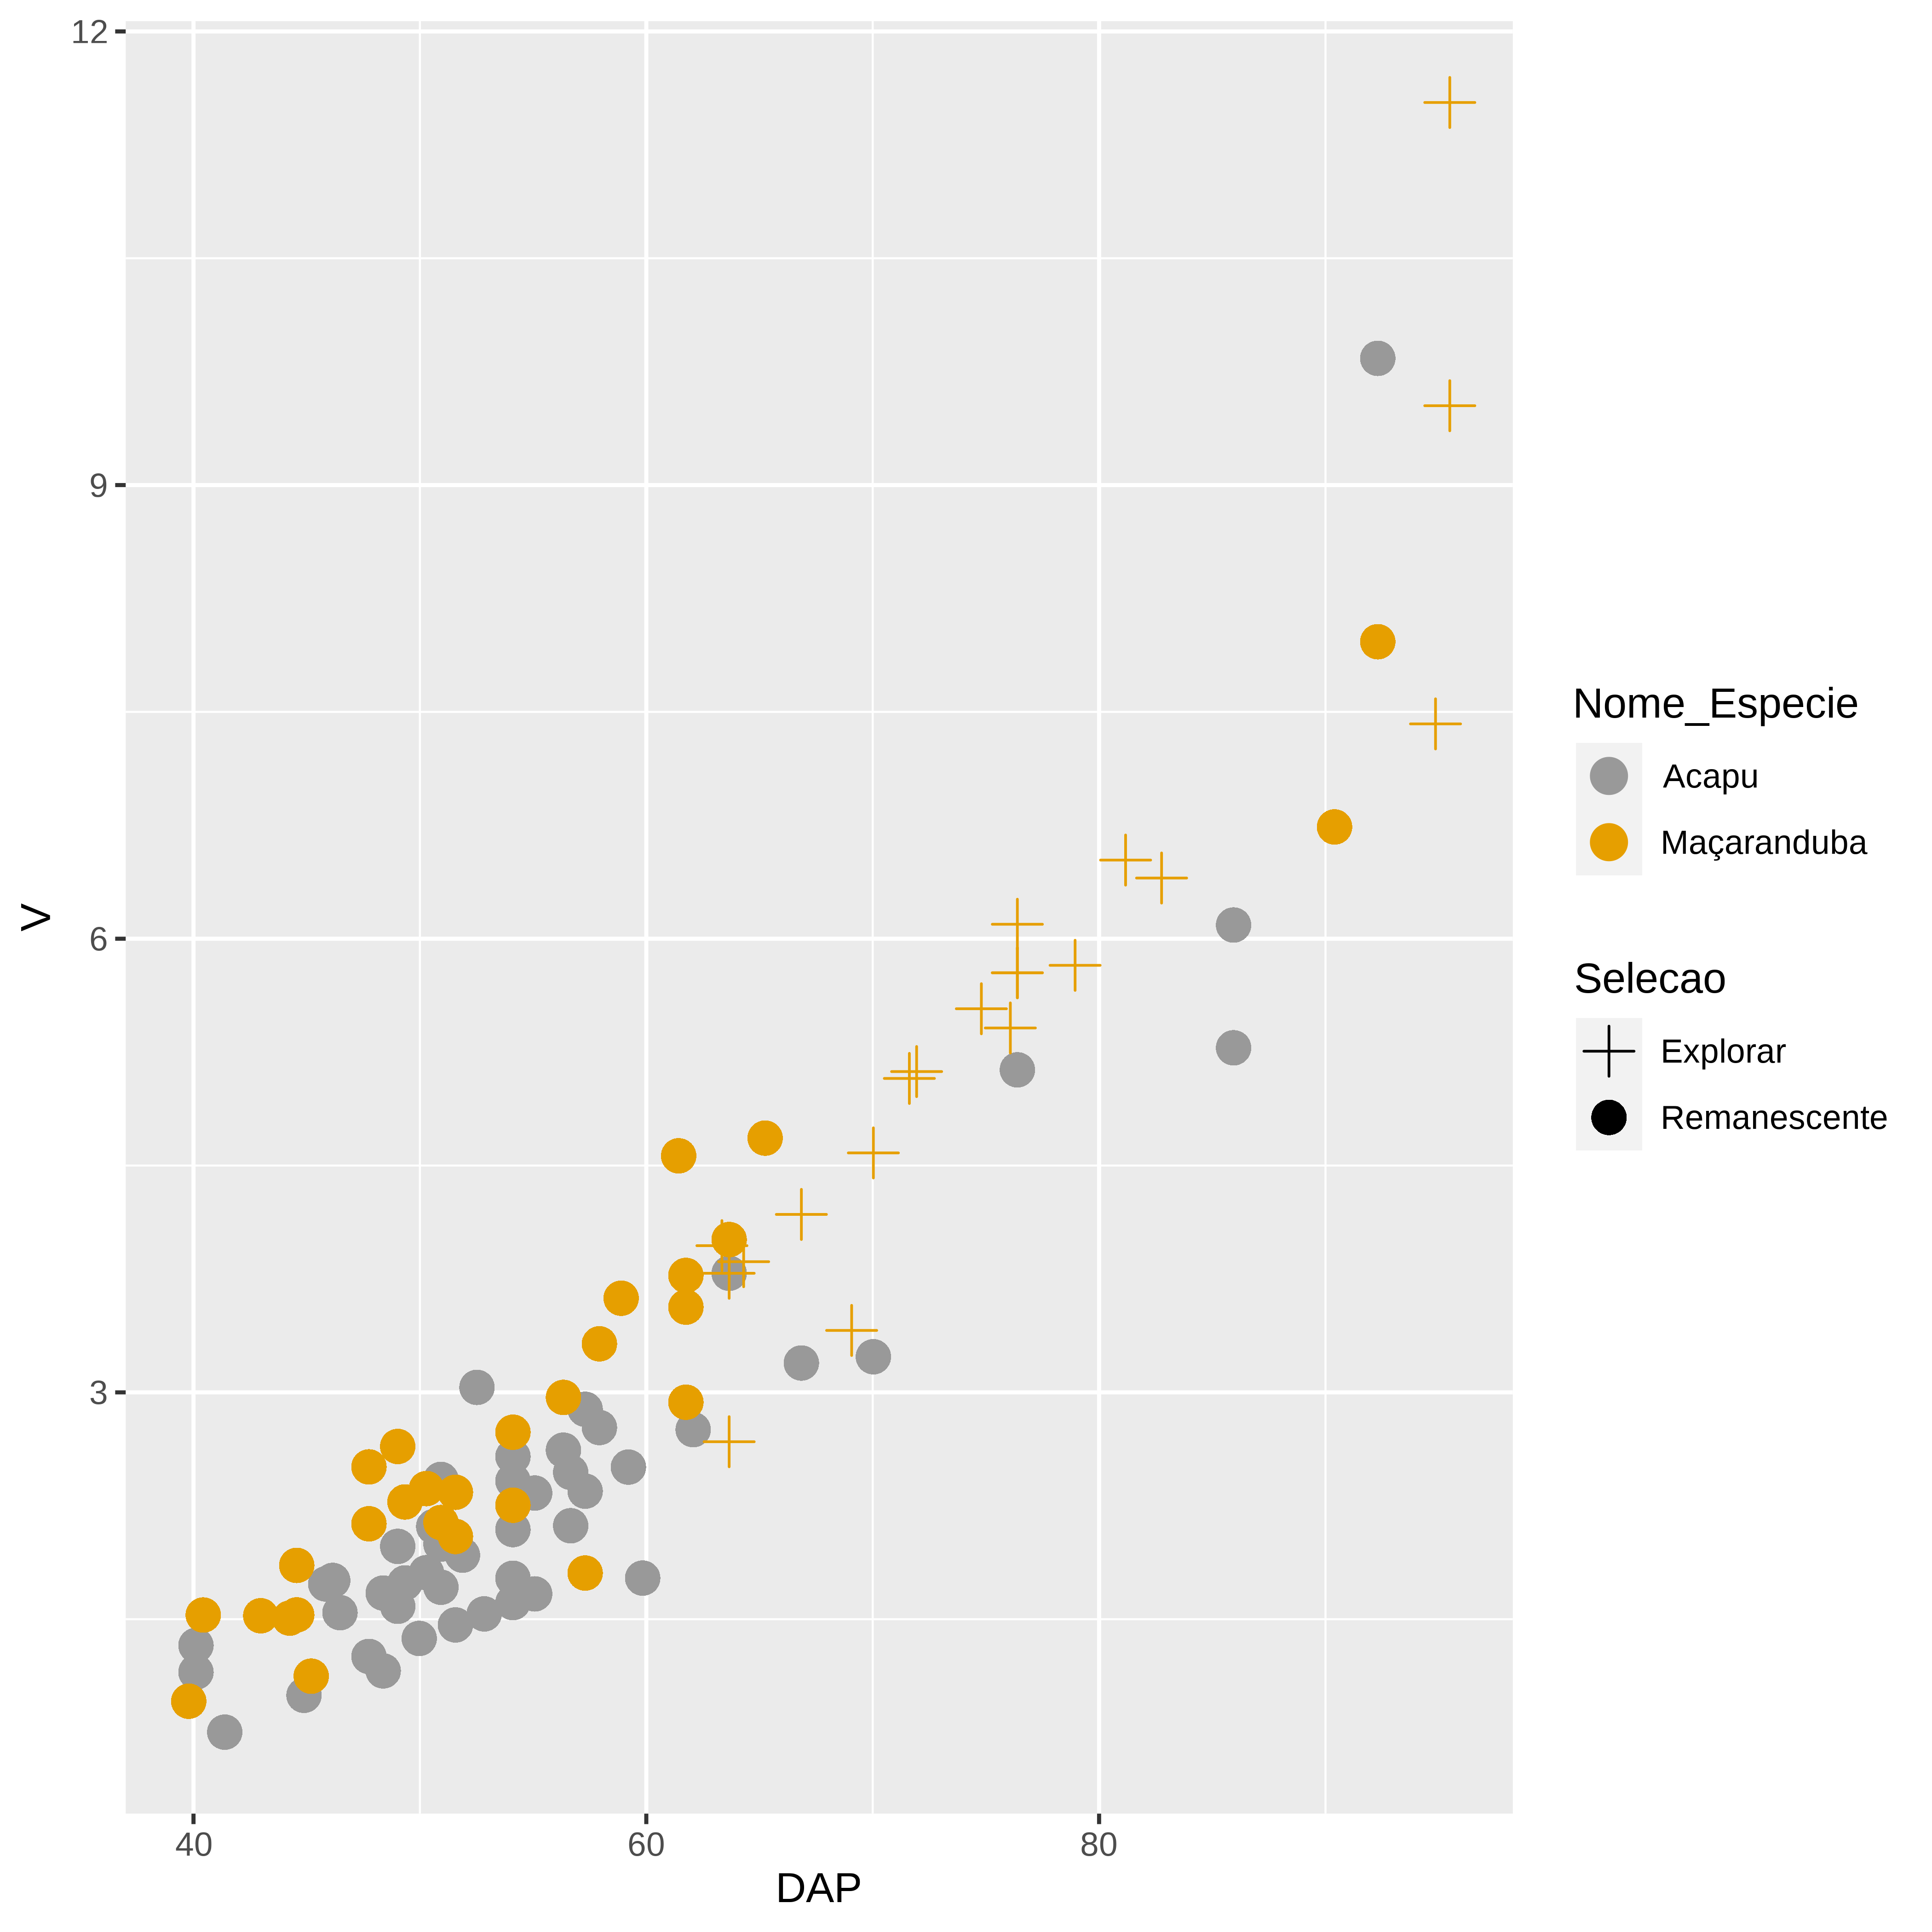 12
9
6
3
V
40
60
80
DAP
Nome_Especie
Acapu
Maçaranduba
Selecao
Explorar
Remanescente